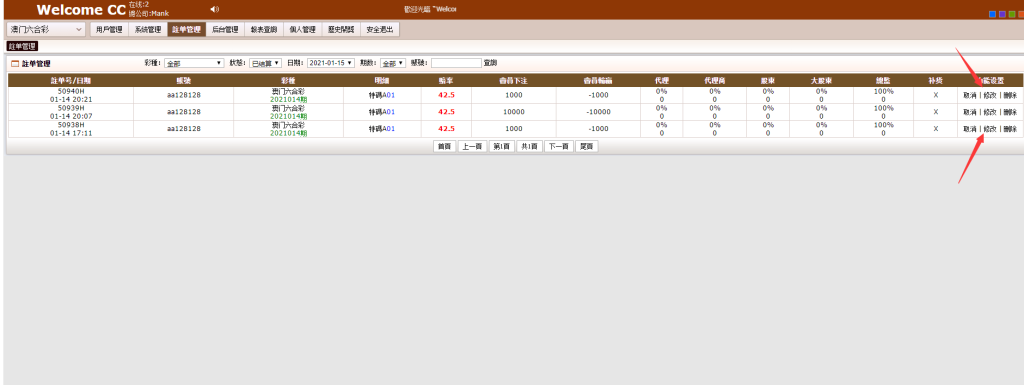 Welcome CC 在线:2
總公司:Mank
歡迎光臨 ~Welcom
澳门六合彩 用戶管理 系統管理 註單管理 后台管理 報表查詢 個人管理 歷史開獎 安全退出
註单管理
註单管理 彩種: 全部 狀態: 已结算 日期: 2021-01-15 期数: 全部 帳號: 查詢
註单号/日期 帳號 彩種 明細 賠率 會員下注 會員輸贏 代理 代理商 股東 大股東 總監 补货 功能设置
50940H aa128128 澳门六合彩 特碼A01 42.5 1000 -1000 0% 0% 0% 0% 100% X 取消 | 修改 | 刪除
01-14 20:21 2021014期 0 0 0 0 0
50939H aa128128 澳门六合彩 特碼A01 42.5 10000 -10000 0% 0% 0% 0% 100% X 取消 | 修改 | 刪除
01-14 20:07 2021014期 0 0 0 0 0
50938H aa128128 澳门六合彩 特碼A01 42.5 1000 -1000 0% 0% 0% 0% 100% X 取消 | 修改 | 刪除
01-14 17:11 2021014期 0 0 0 0 0
首頁 上一頁 第1頁 共1頁 下一頁 尾頁